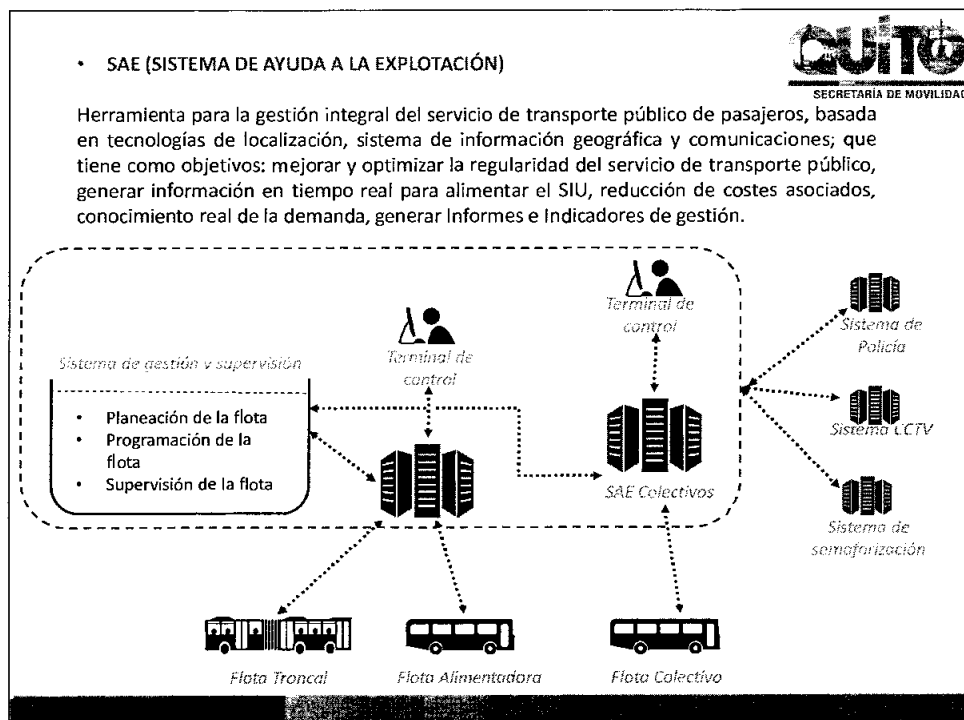 QUITO
SECRETARÍA DE MOVILIDAD
• SAE (SISTEMA DE AYUDA A LA EXPLOTACIÓN)
Herramienta para la gestión integral del servicio de transporte público de pasajeros, basada
en tecnologías de localización, sistema de información geográfica y comunicaciones; que
tiene como objetivos: mejorar y optimizar la regularidad del servicio de transporte público,
generar información en tiempo real para alimentar el SIU, reducción de costes asociados,
conocimiento real de la demanda, generar Informes e Indicadores de gestión.
Terminal de
control
Terminal de
control
Sistema de gestión y supervisión
• Planeación de la flota
• Programación de la
flota
• Supervisión de la flota
SAE Colectivos
Sistema de
Policía
Sistema CCTV
Sistema de
semaforización
Flota Troncal
Flota Alimentadora
Flota Colectivo